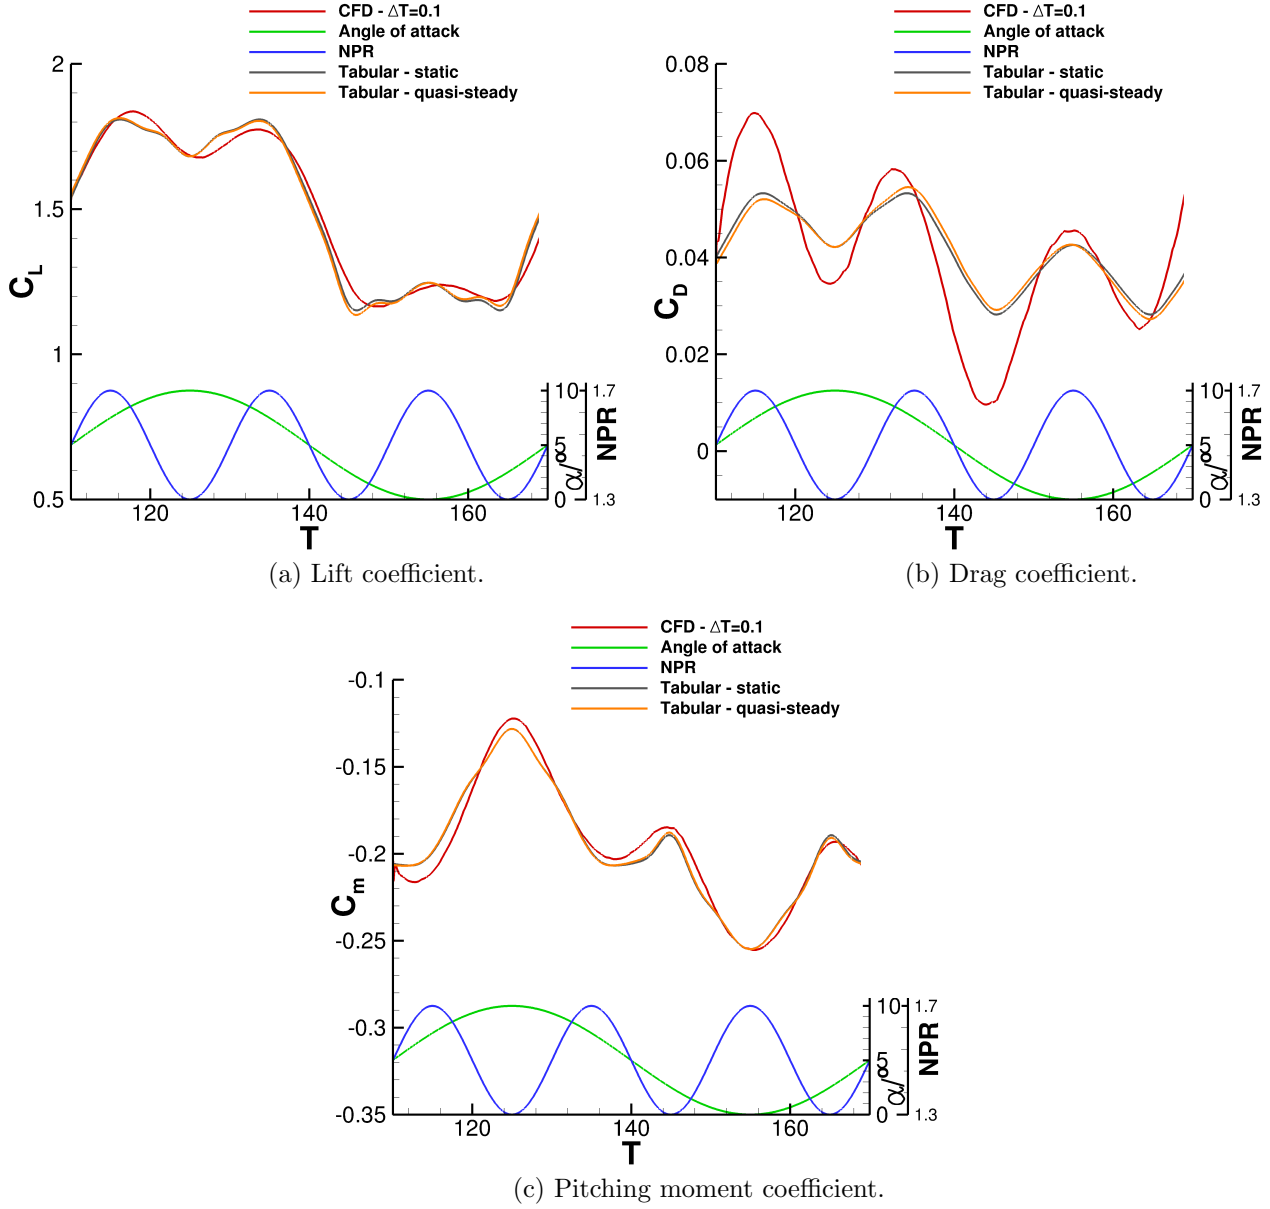 CFD - ΔT=0.1
Angle of attack
NPR
Tabular - static
Tabular - quasi-steady
2
1.5
1
0.5
C_L
120
140
160
T
10
5
0
α/°
1.7
1.3
NPR
(a) Lift coefficient.
CFD - ΔT=0.1
Angle of attack
NPR
Tabular - static
Tabular - quasi-steady
0.08
0.06
0.04
0.02
0
C_D
120
140
160
T
10
5
0
α/°
1.7
1.3
NPR
(b) Drag coefficient.
CFD - ΔT=0.1
Angle of attack
NPR
Tabular - static
Tabular - quasi-steady
-0.1
-0.15
-0.2
-0.25
-0.3
-0.35
C_m
120
140
160
T
10
5
0
α/°
1.7
1.3
NPR
(c) Pitching moment coefficient.